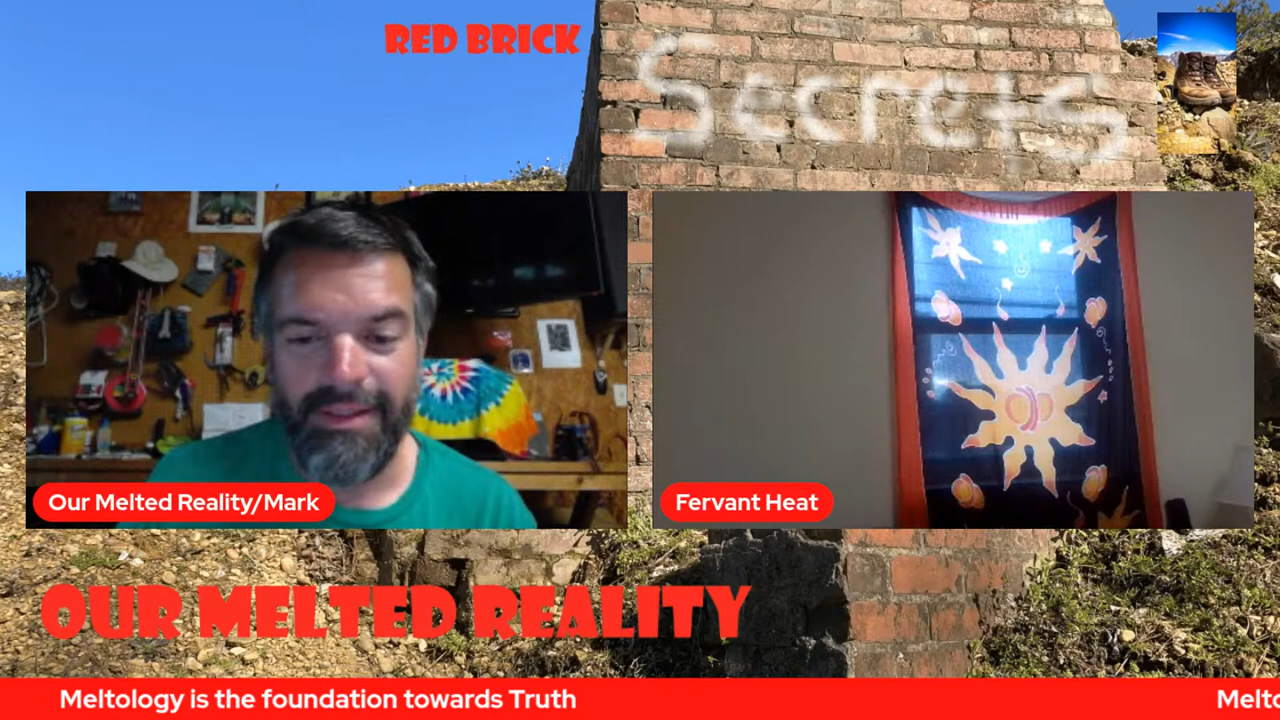 RED BRICK
Secrets
Our Melted Reality/Mark
Fervant Heat
OUR MELTED REALITY
Meltology is the foundation towards Truth
Melto